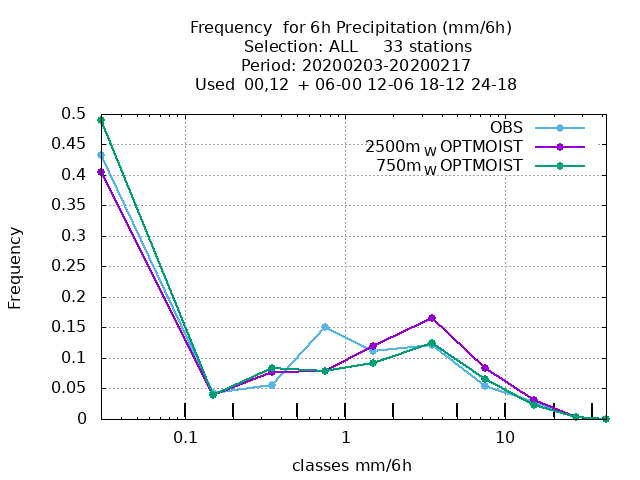 Frequency  for 6h Precipitation (mm/6h)
Selection: ALL     33 stations
Period: 20200203-20200217
Used  00,12  + 06-00 12-06 18-12 24-18
OBS
2500m_W OPTMOIST
750m_W OPTMOIST
0.5
0.45
0.4
0.35
0.3
0.25
0.2
0.15
0.1
0.05
0
Frequency
0.1 1 10
classes mm/6h